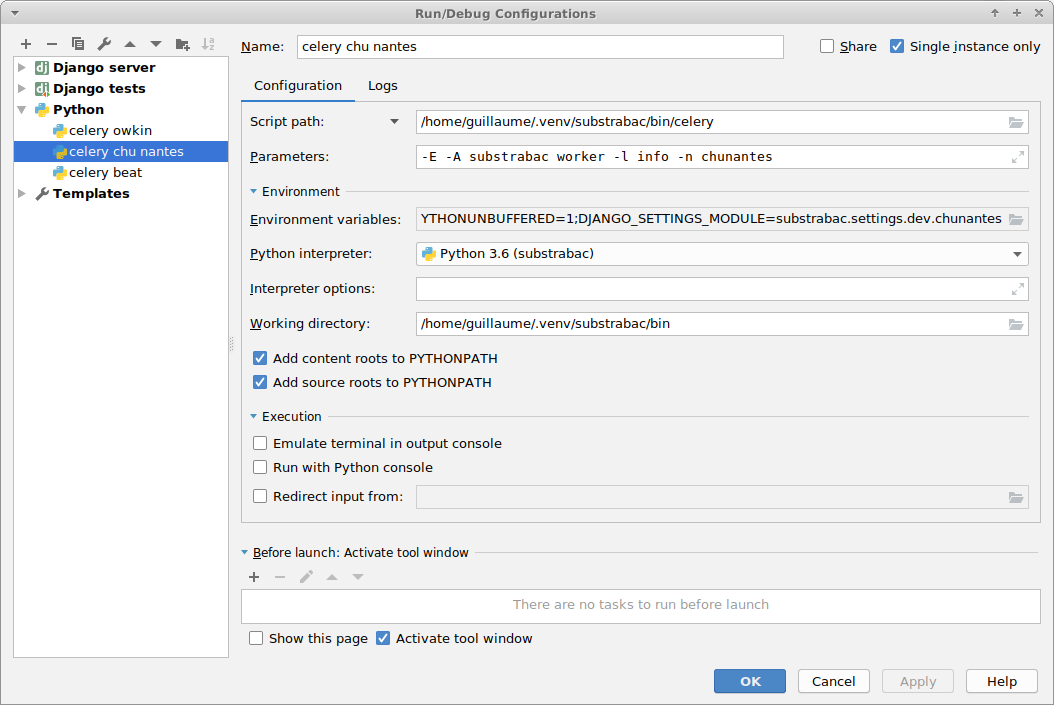 Run/Debug Configurations
Name: celery chu nantes Share Single instance only
Django server
Django tests
Python
celery owkin
celery chu nantes
celery beat
Templates
Configuration Logs
Script path: /home/guillaume/.venv/substrabac/bin/celery
Parameters: -E -A substrabac worker -l info -n chunantes
Environment
Environment variables: YTHONUNBUFFERED=1;DJANGO_SETTINGS_MODULE=substrabac.settings.dev.chunantes
Python interpreter: Python 3.6 (substrabac)
Interpreter options:
Working directory: /home/guillaume/.venv/substrabac/bin
Add content roots to PYTHONPATH
Add source roots to PYTHONPATH
Execution
Emulate terminal in output console
Run with Python console
Redirect input from:
Before launch: Activate tool window
There are no tasks to run before launch
Show this page Activate tool window
OK Cancel Apply Help